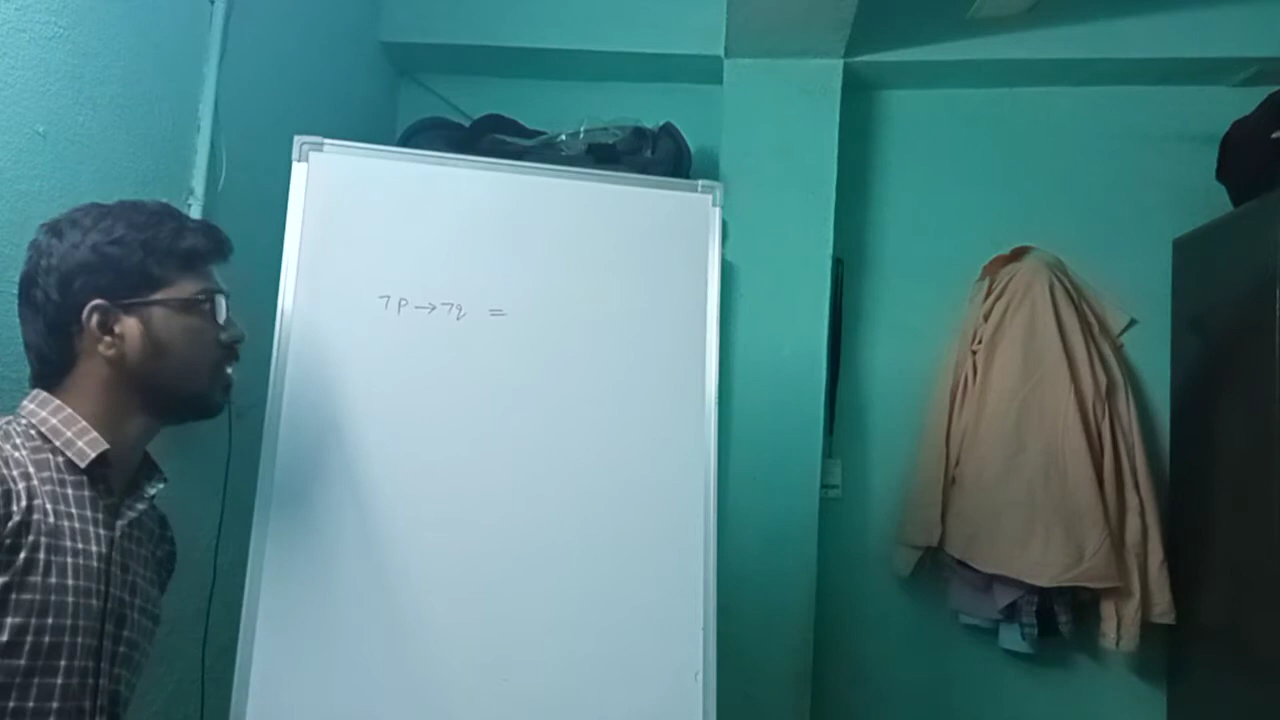 ¬p → ¬q =